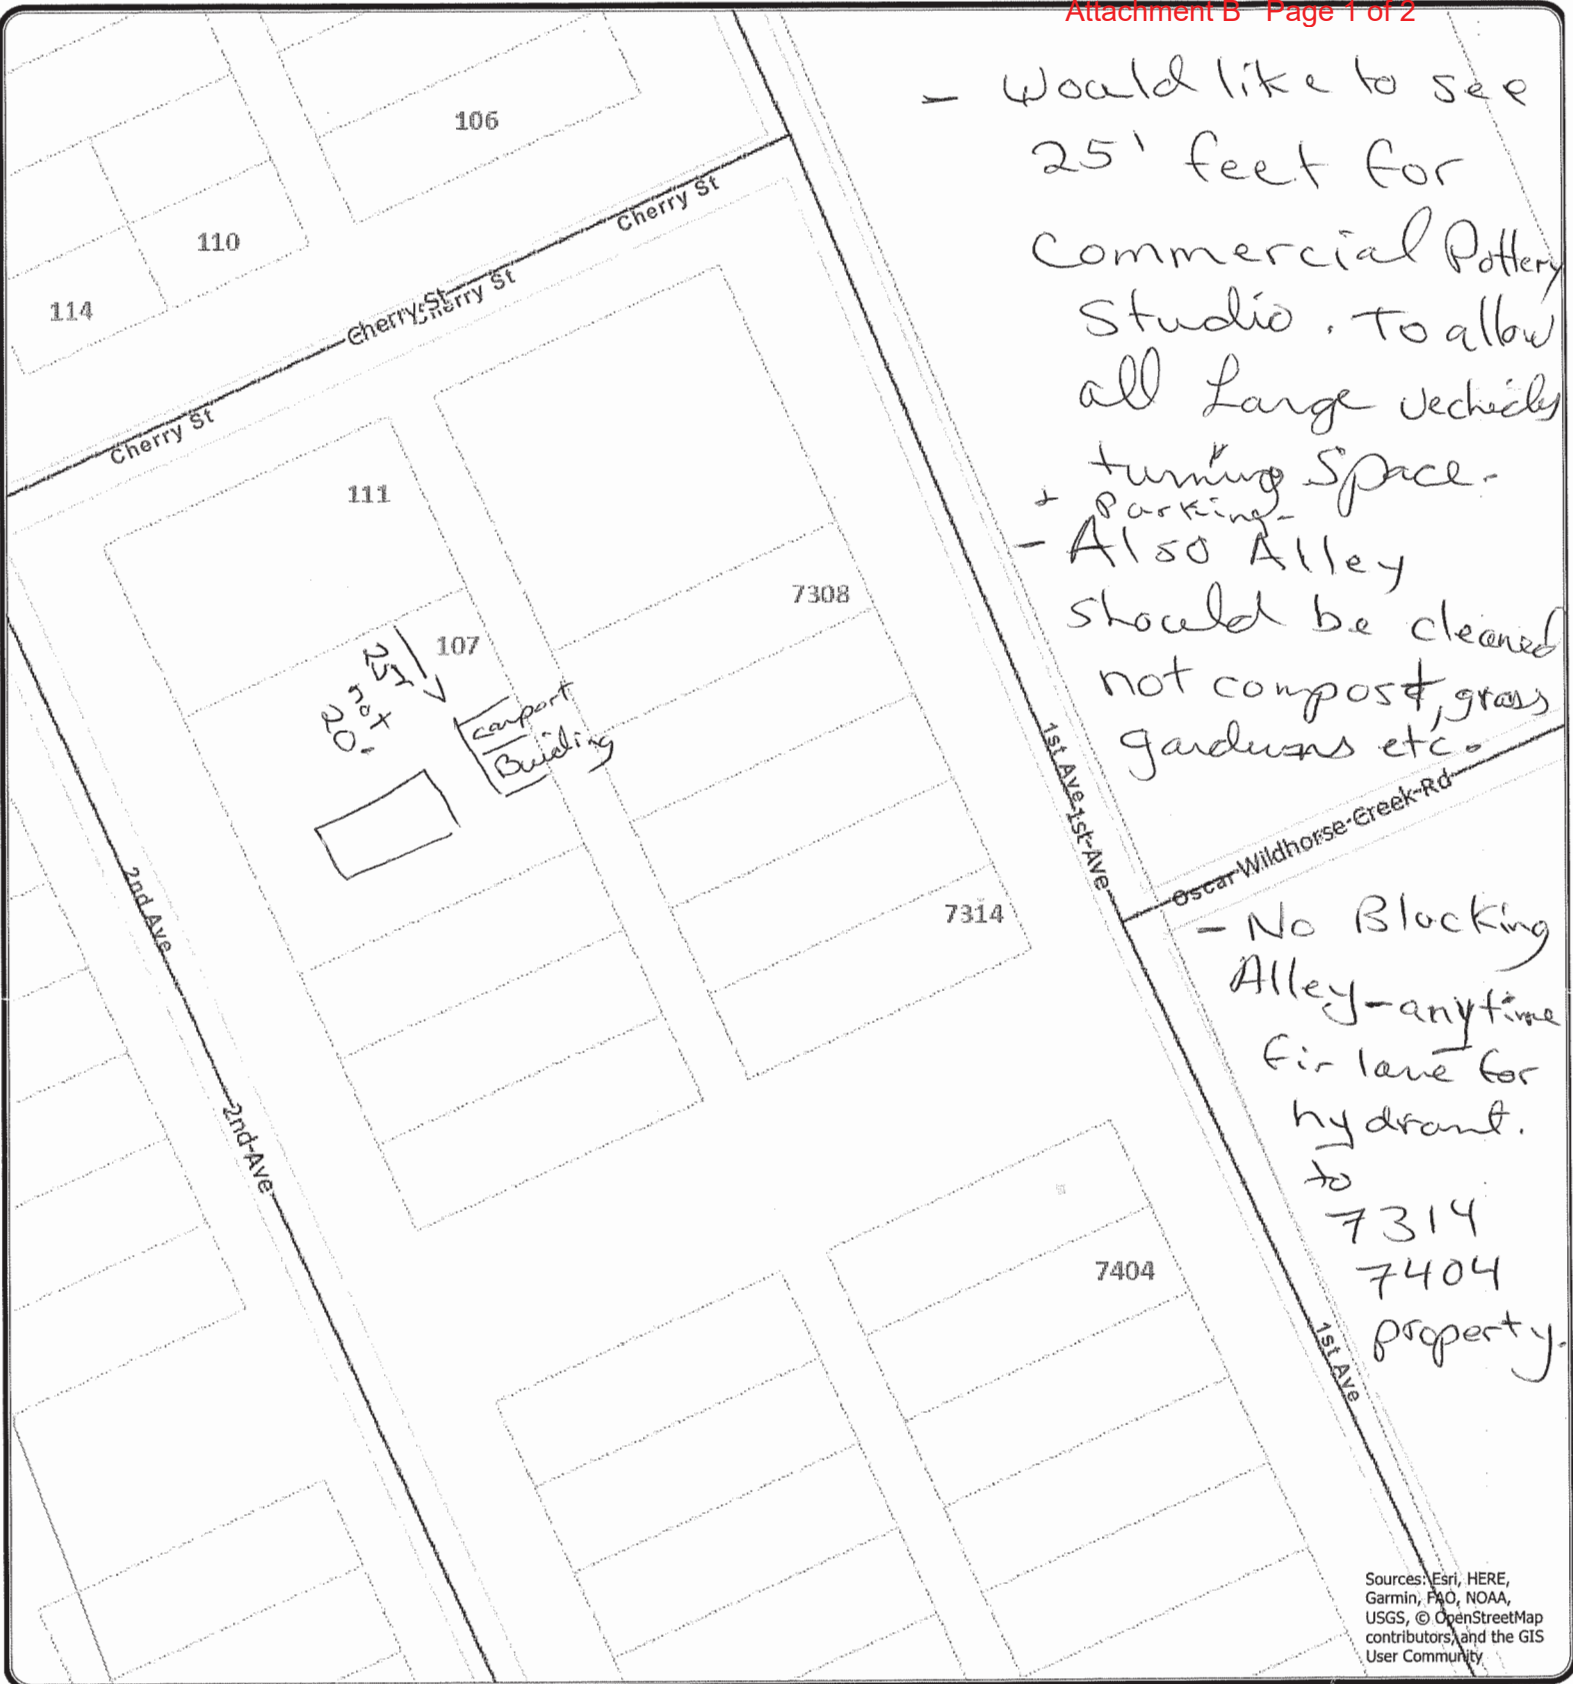 Attachment B Page 1 of 2
- Would like to see
25' feet for
Commercial Pottery
Studio. To allow
all Large vechicles
turning Space.
+ Parking-
- Also Alley
should be cleaned
not compost, grass
gardens etc.
106
110
114
Cherry St
Cherry St
Cherry St
Cherry St
111
107
7308
25'
not
20-
carport
Building
1st Ave
1st Ave
Oscar Wildhorse Creek Rd
2nd Ave
7314
- No Blocking
Alley - anytime
Fir lane for
hydrant.
to
7314
7404
property.
2nd Ave
7404
1st Ave
Sources: Esri, HERE,
Garmin, FAO, NOAA,
USGS, © OpenStreetMap
contributors, and the GIS
User Community